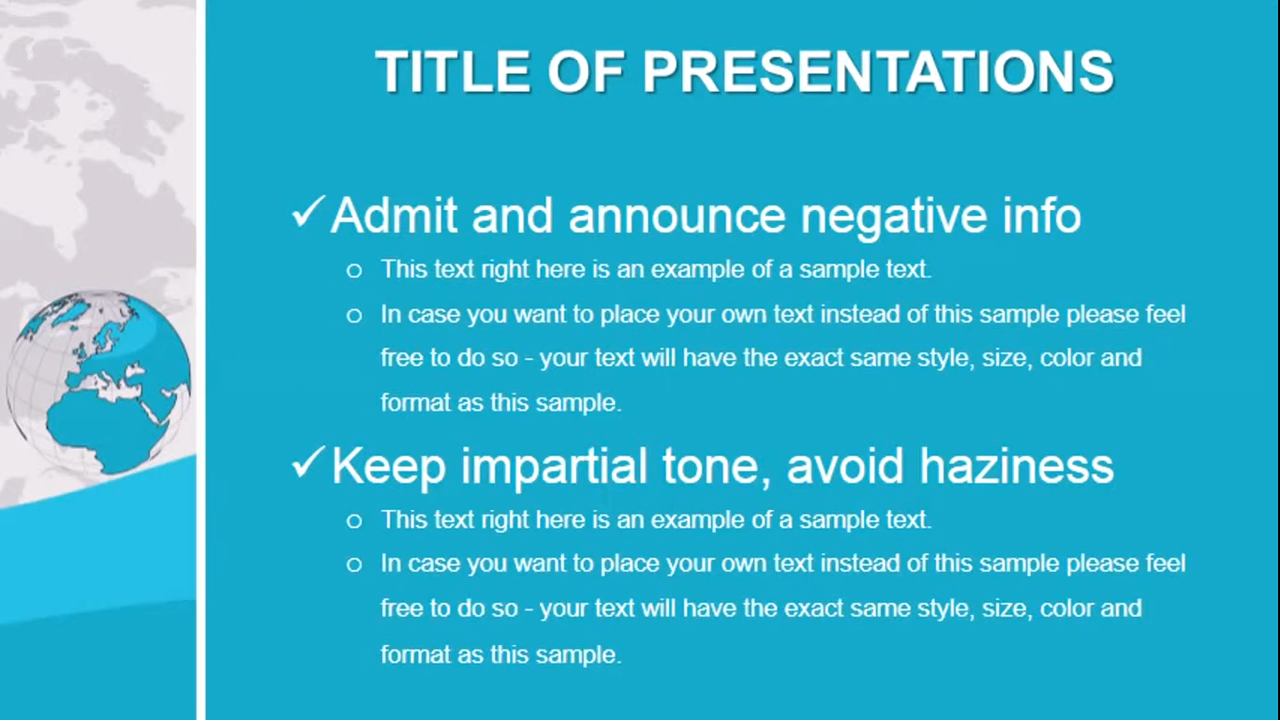 TITLE OF PRESENTATIONS
✓Admit and announce negative info
o This text right here is an example of a sample text.
o In case you want to place your own text instead of this sample please feel
free to do so - your text will have the exact same style, size, color and
format as this sample.
✓Keep impartial tone, avoid haziness
o This text right here is an example of a sample text.
o In case you want to place your own text instead of this sample please feel
free to do so - your text will have the exact same style, size, color and
format as this sample.